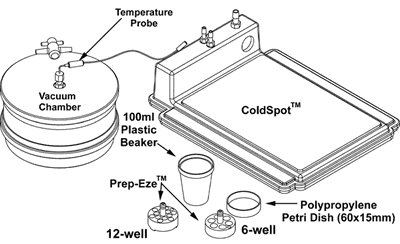 Temperature
Probe
Vacuum
Chamber
ColdSpot™
100ml
Plastic
Beaker
Prep-Eze™
Polypropylene
Petri Dish (60x15mm)
12-well
6-well